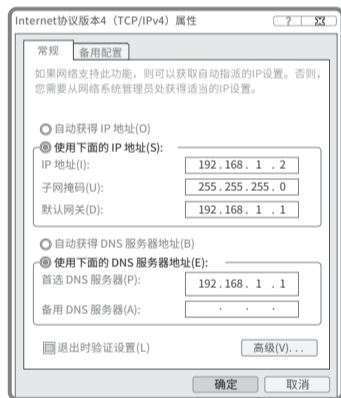 Internet协议版本4（TCP/IPv4）属性
常规 备用配置
如果网络支持此功能，则可以获取自动指派的IP设置。否则，
您需要从网络系统管理员处获得适当的IP设置。
自动获得 IP 地址(O)
使用下面的 IP 地址(S):
IP 地址(I): 192.168. 1 . 2
子网掩码(U): 255.255.255. 0
默认网关(D): 192.168. 1 . 1
自动获得 DNS 服务器地址(B)
使用下面的 DNS 服务器地址(E):
首选 DNS 服务器(P): 192.168. 1 . 1
备用 DNS 服务器(A): . . .
退出时验证设置(L) 高级(V)...
确定 取消